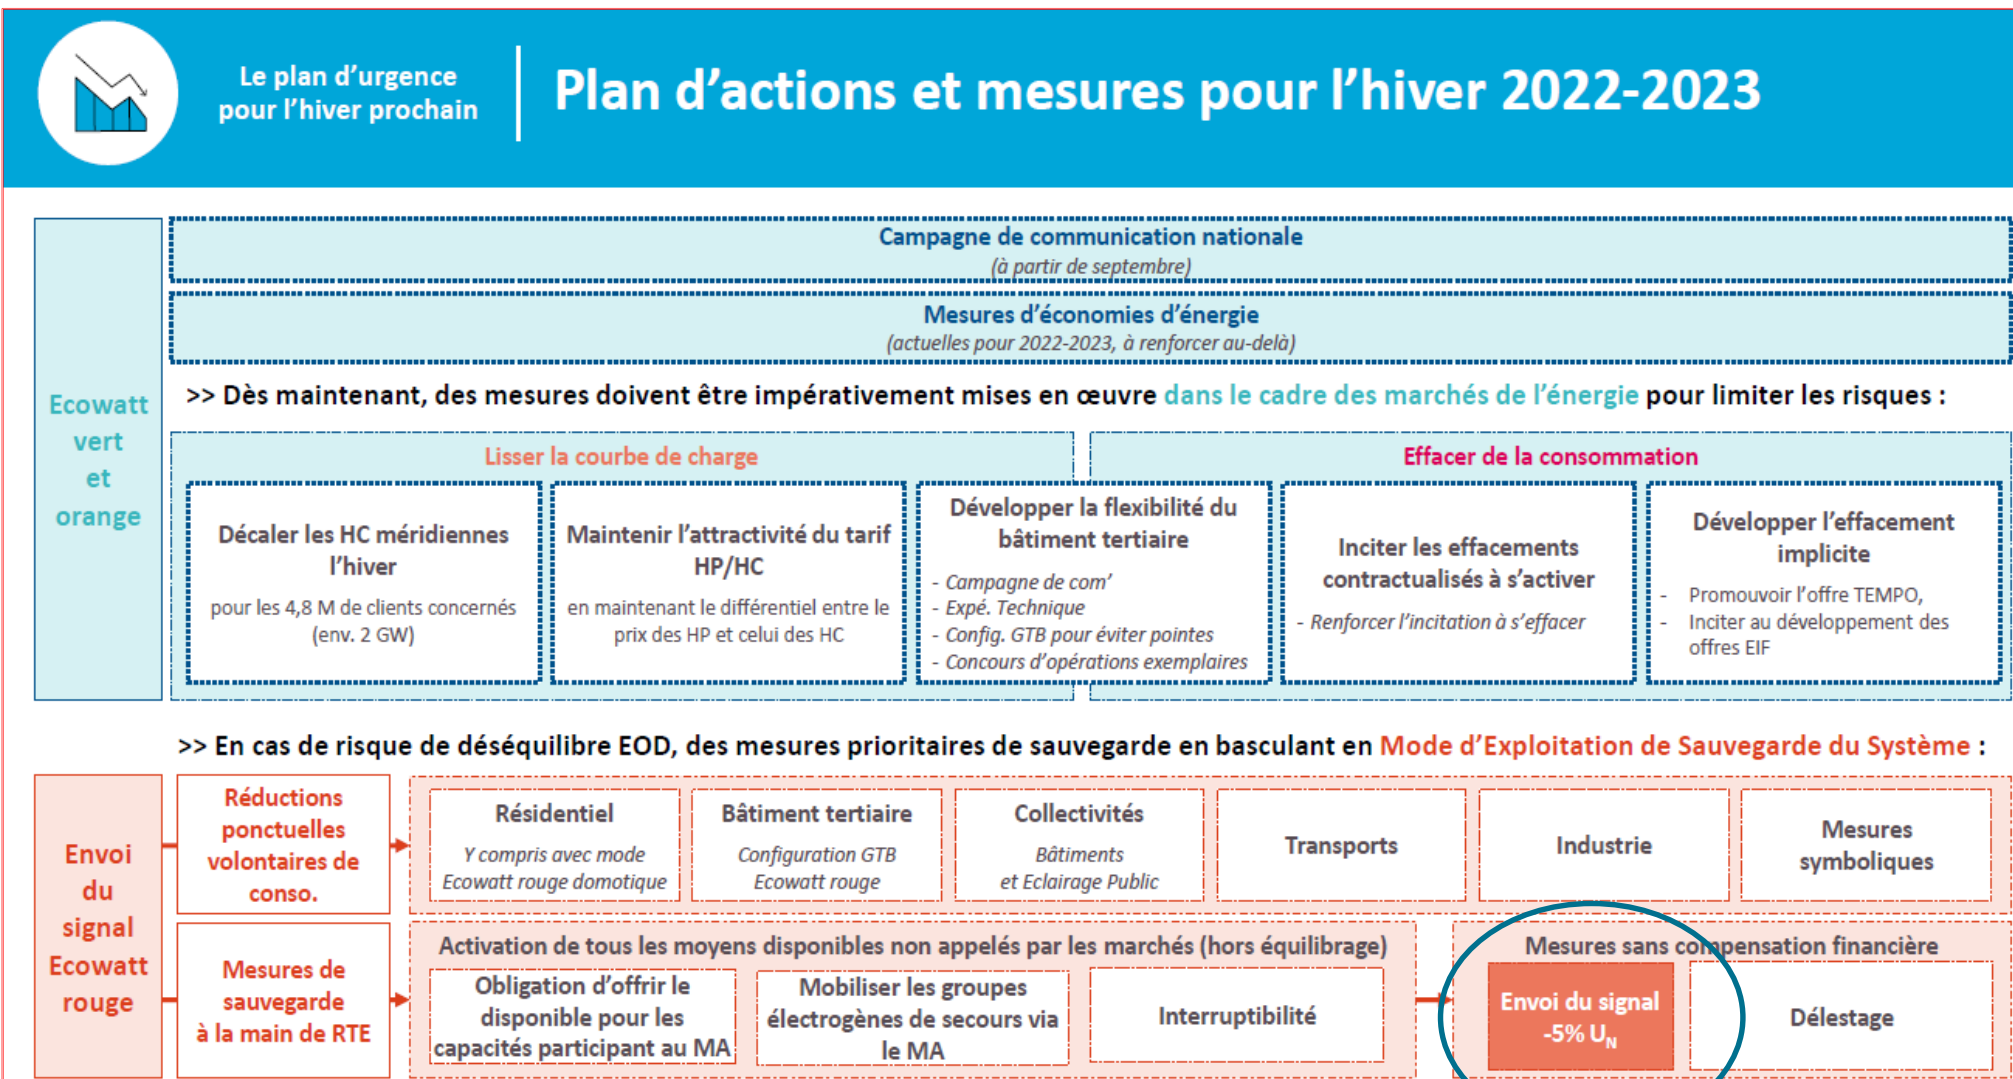 Le plan d'urgence
pour l'hiver prochain
Plan d'actions et mesures pour l'hiver 2022-2023
Ecowatt
vert
et
orange
Campagne de communication nationale
(à partir de septembre)
Mesures d'économies d'énergie
(actuelles pour 2022-2023, à renforcer au-delà)
>> Dès maintenant, des mesures doivent être impérativement mises en œuvre dans le cadre des marchés de l'énergie pour limiter les risques :
Lisser la courbe de charge
Décaler les HC méridiennes
l'hiver
pour les 4,8 M de clients concernés
(env. 2 GW)
Maintenir l'attractivité du tarif
HP/HC
en maintenant le différentiel entre le
prix des HP et celui des HC
Développer la flexibilité du
bâtiment tertiaire
- Campagne de com'
- Expé. Technique
- Config. GTB pour éviter pointes
- Concours d'opérations exemplaires
Effacer de la consommation
Inciter les effacements
contractualisés à s'activer
- Renforcer l'incitation à s'effacer
Développer l'effacement
implicite
- Promouvoir l'offre TEMPO,
- Inciter au développement des
offres EIF
>> En cas de risque de déséquilibre EOD, des mesures prioritaires de sauvegarde en basculant en Mode d'Exploitation de Sauvegarde du Système :
Envoi
du
signal
Ecowatt
rouge
Réductions
ponctuelles
volontaires de
conso.
Résidentiel
Y compris avec mode
Ecowatt rouge domotique
Bâtiment tertiaire
Configuration GTB
Ecowatt rouge
Collectivités
Bâtiments
et Eclairage Public
Transports
Industrie
Mesures
symboliques
Mesures de
sauvegarde
à la main de RTE
Activation de tous les moyens disponibles non appelés par les marchés (hors équilibrage)
Obligation d'offrir le
disponible pour les
capacités participant au MA
Mobiliser les groupes
électrogènes de secours via
le MA
Interruptibilité
Mesures sans compensation financière
Envoi du signal
-5% UN
Délestage